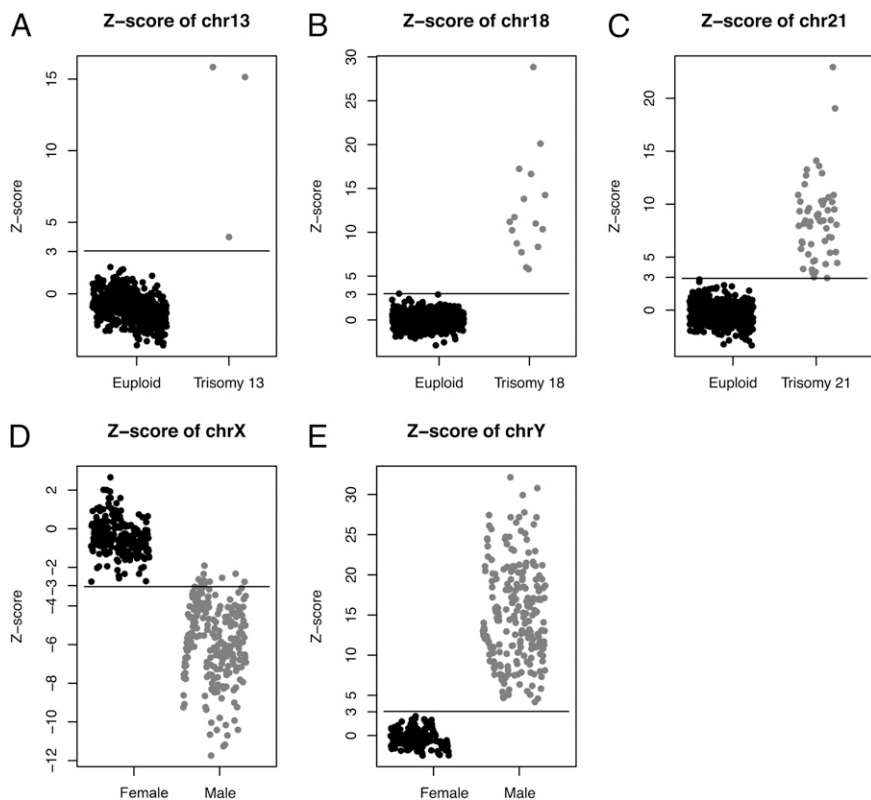 A
Z-score of chr13
Z-score
15
10
5
3
0
Euploid
Trisomy 13
B
Z-score of chr18
Z-score
30
25
20
15
10
5
3
0
Euploid
Trisomy 18
C
Z-score of chr21
Z-score
20
15
10
5
3
0
Euploid
Trisomy 21
D
Z-score of chrX
Z-score
2
0
-2
-3
-4
-6
-8
-10
-12
Female
Male
E
Z-score of chrY
Z-score
30
25
20
15
10
5
3
0
Female
Male